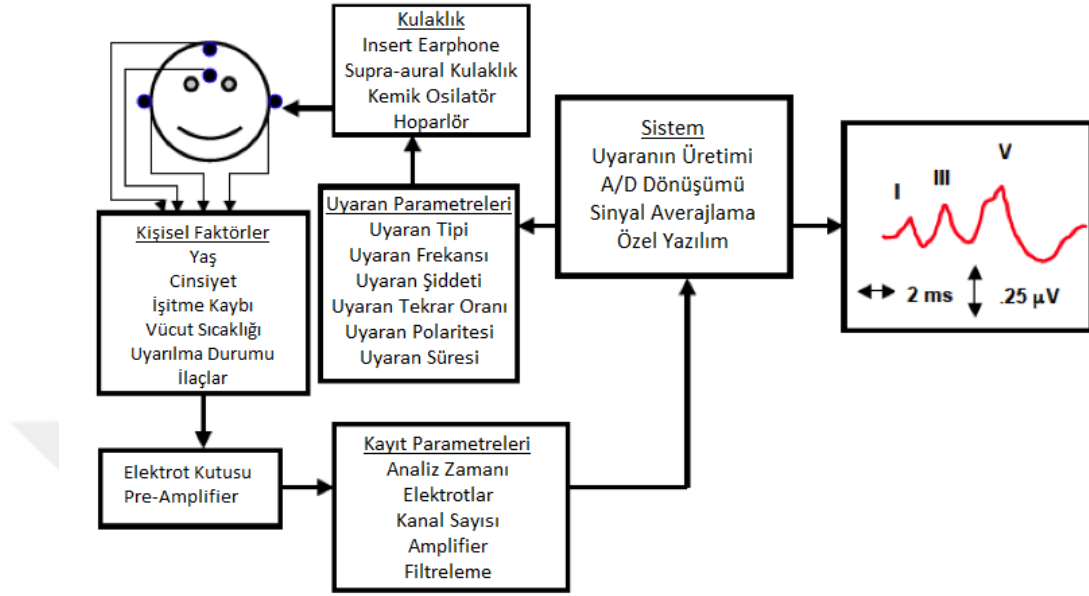 Kulaklık
Insert Earphone
Supra-aural Kulaklık
Kemik Osilatör
Hoparlör
Sistem
Uyaranın Üretimi
A/D Dönüşümü
Sinyal Averajlama
Özel Yazılım
I
III
V
2 ms
.25 µV
Uyaran Parametreleri
Uyaran Tipi
Uyaran Frekansı
Uyaran Şiddeti
Uyaran Tekrar Oranı
Uyaran Polaritesi
Uyaran Süresi
Kişisel Faktörler
Yaş
Cinsiyet
İşitme Kaybı
Vücut Sıcaklığı
Uyarılma Durumu
İlaçlar
Elektrot Kutusu
Pre-Amplifier
Kayıt Parametreleri
Analiz Zamanı
Elektrotlar
Kanal Sayısı
Amplifier
Filtreleme